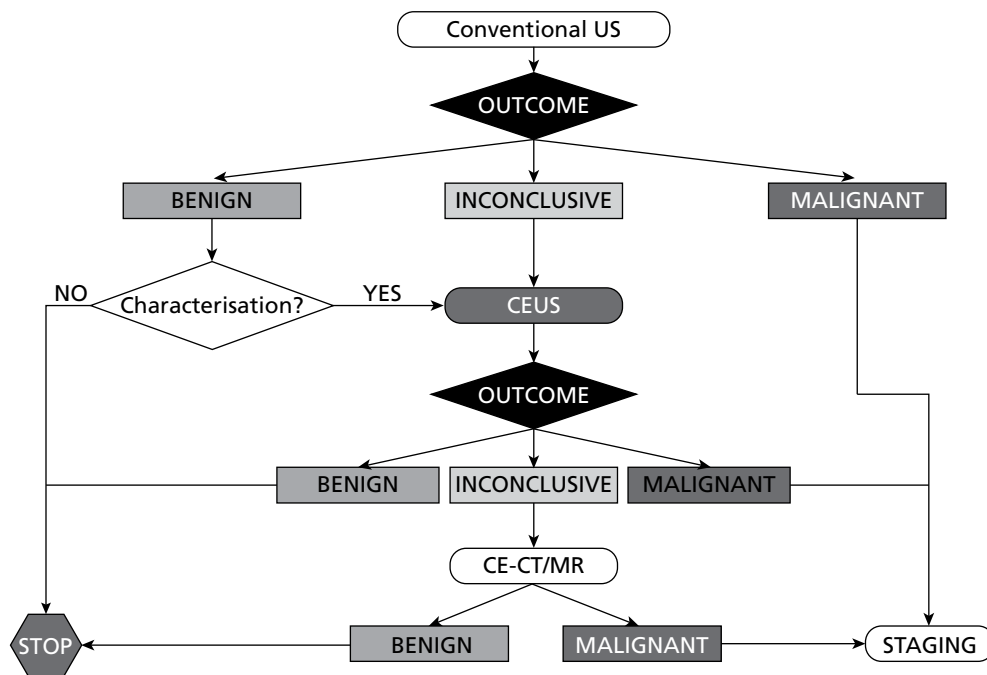 Conventional US
OUTCOME
BENIGN
INCONCLUSIVE
MALIGNANT
NO
Characterisation?
YES
CEUS
OUTCOME
BENIGN
INCONCLUSIVE
MALIGNANT
CE-CT/MR
STOP
BENIGN
MALIGNANT
STAGING